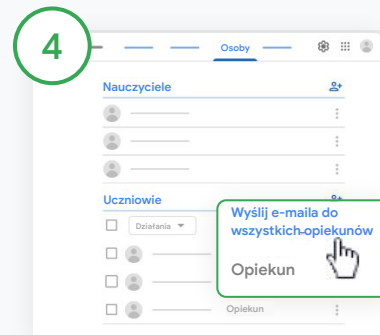 4
Osoby
Nauczyciele
Uczniowie
Działania
Wyślij e-maila do
wszystkich opiekunów
Opiekun
Opiekun